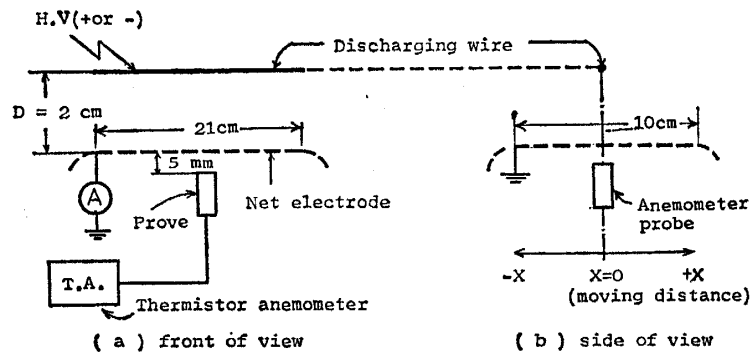 H.V(+or -)
Discharging wire
D = 2 cm
21cm
10cm
5 mm
A
Prove
Net electrode
Anemometer
probe
T.A.
Thermistor anemometer
-X
X=0
+X
(moving distance)
( a ) front of view
( b ) side of view